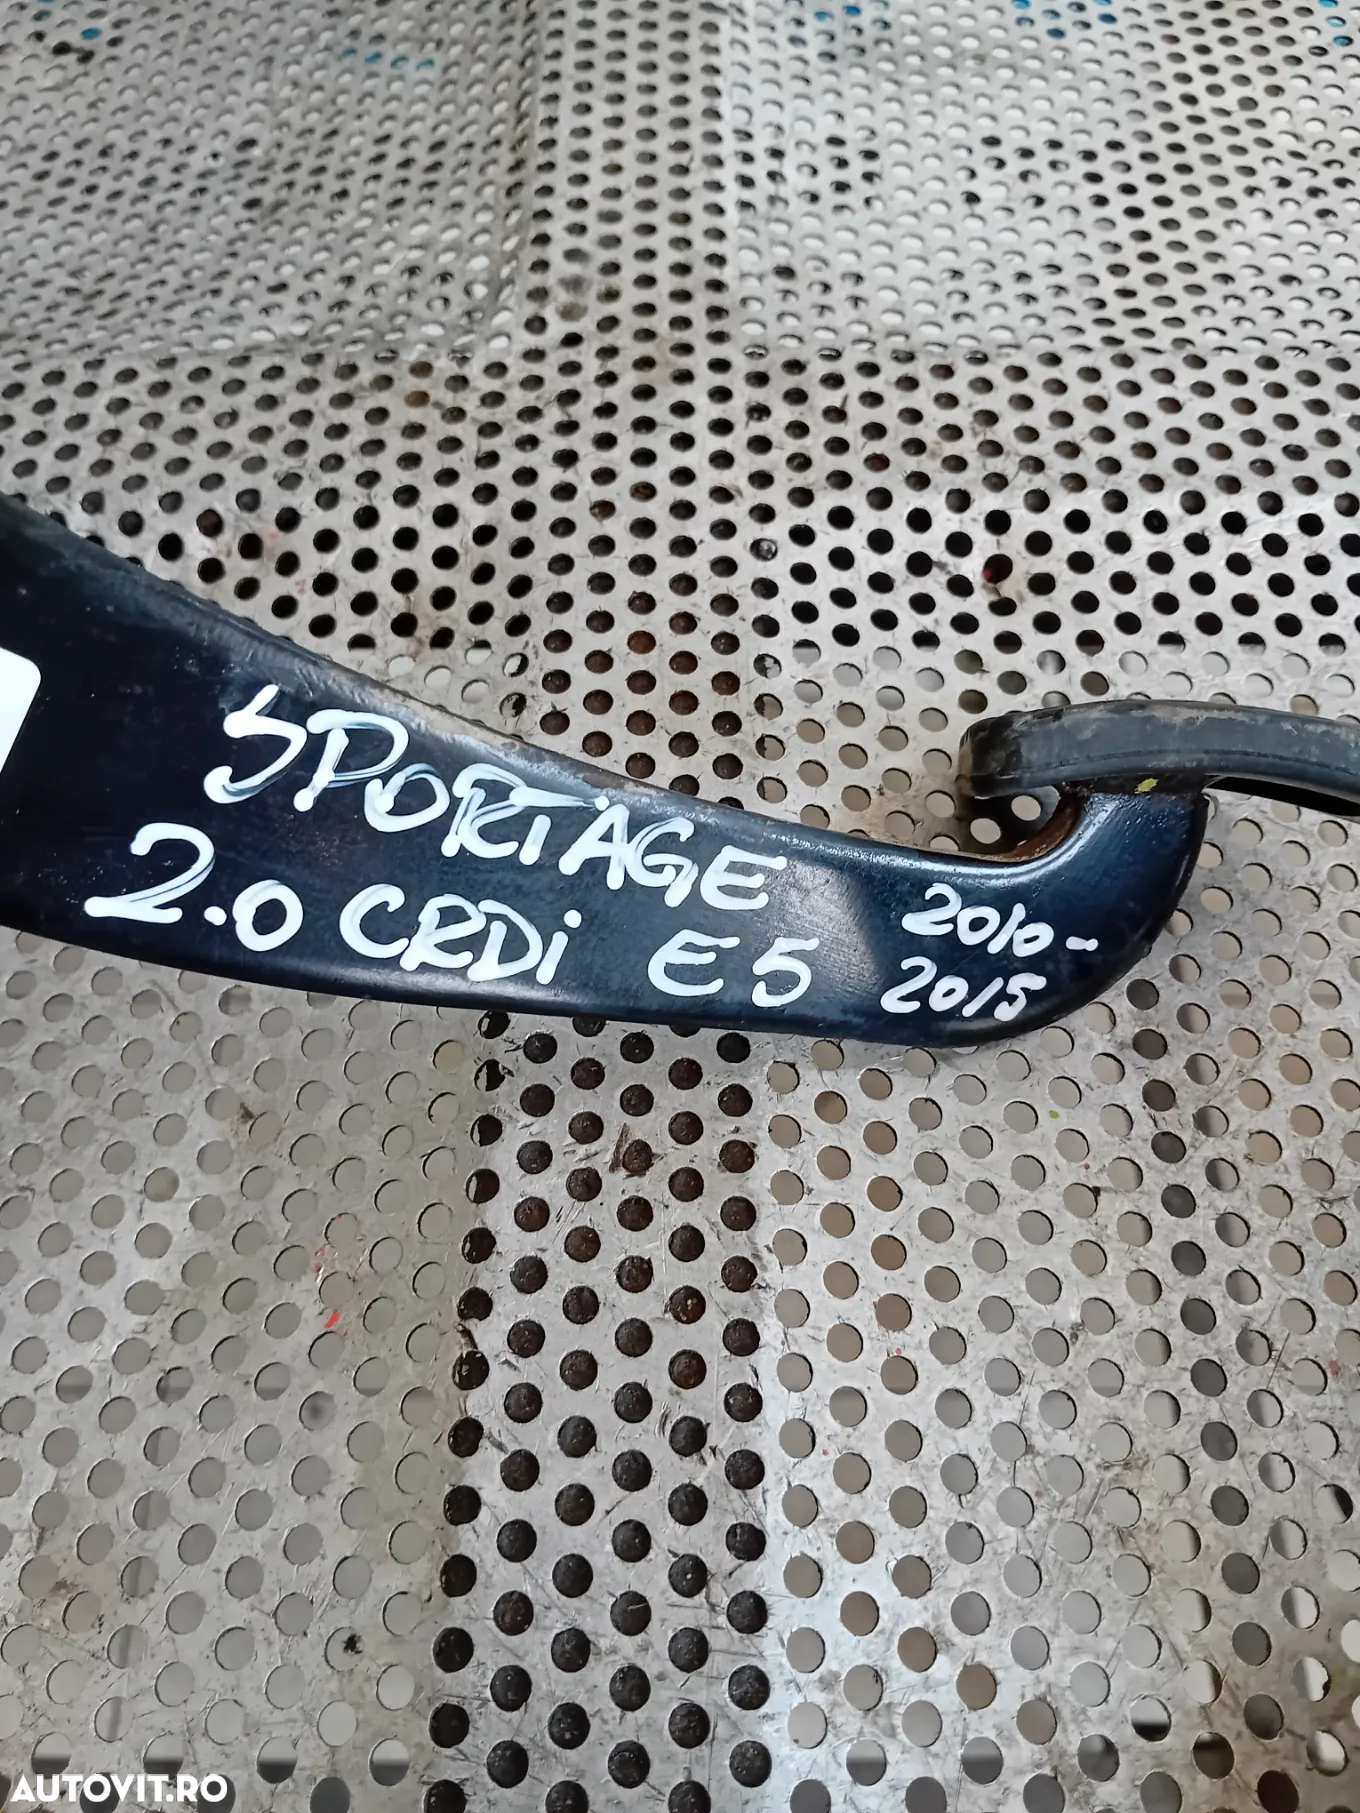 SPORTAGE
2.0 CRDi E5
2010-
2015
AUTOVIT.RO